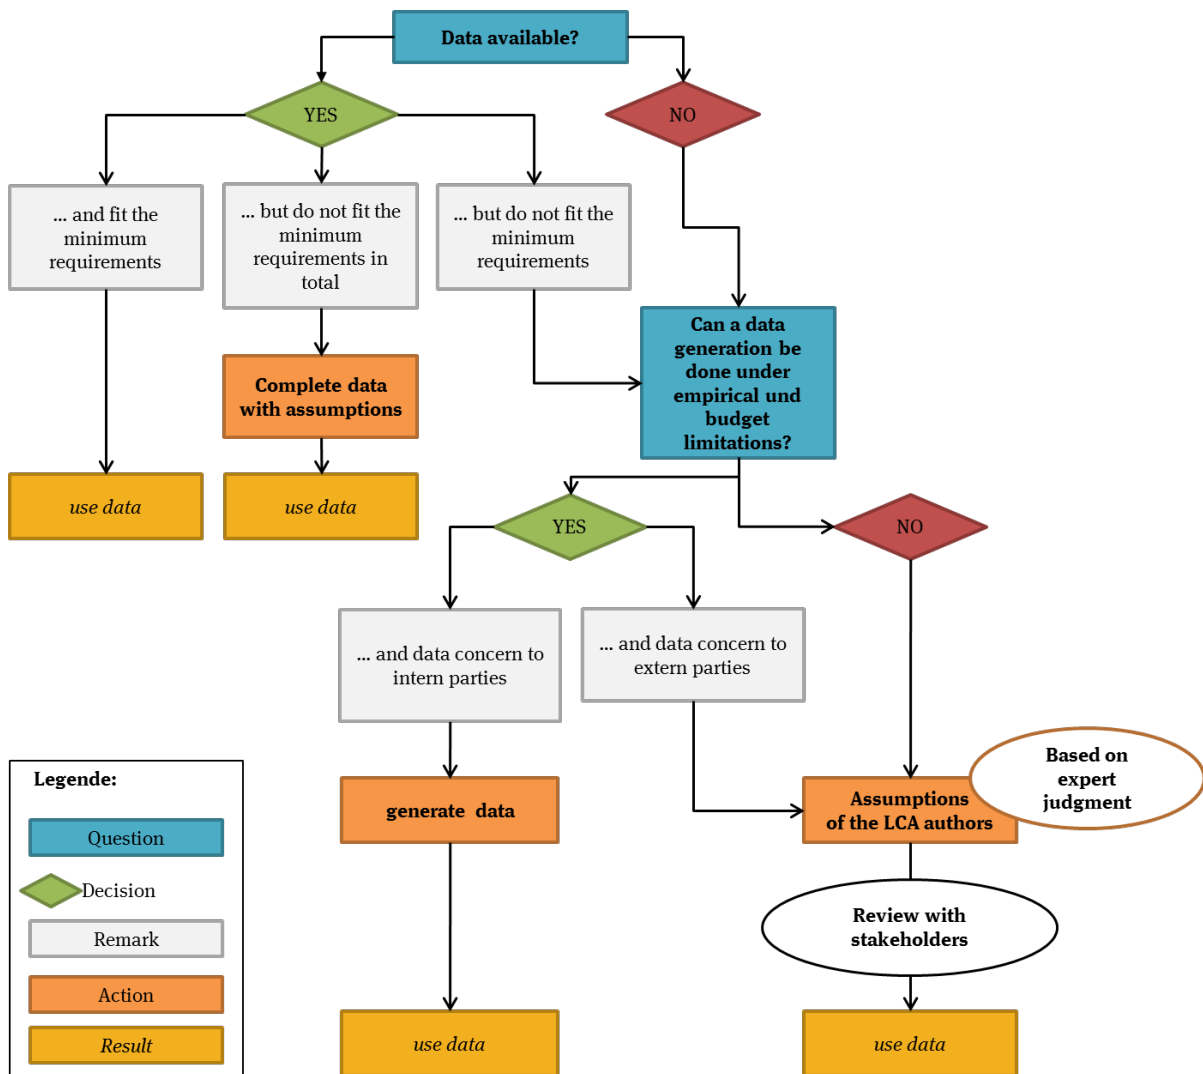 Data available?
YES
NO
... and fit the
minimum
requirements
... but do not fit the
minimum
requirements in
total
... but do not fit the
minimum
requirements
Can a data
generation be
done under
empirical und
budget
limitations?
Complete data
with assumptions
use data
use data
YES
NO
... and data concern to
intern parties
... and data concern to
extern parties
Based on
expert
judgment
generate data
Assumptions
of the LCA authors
Review with
stakeholders
use data
use data
Legende:
Question
Decision
Remark
Action
Result